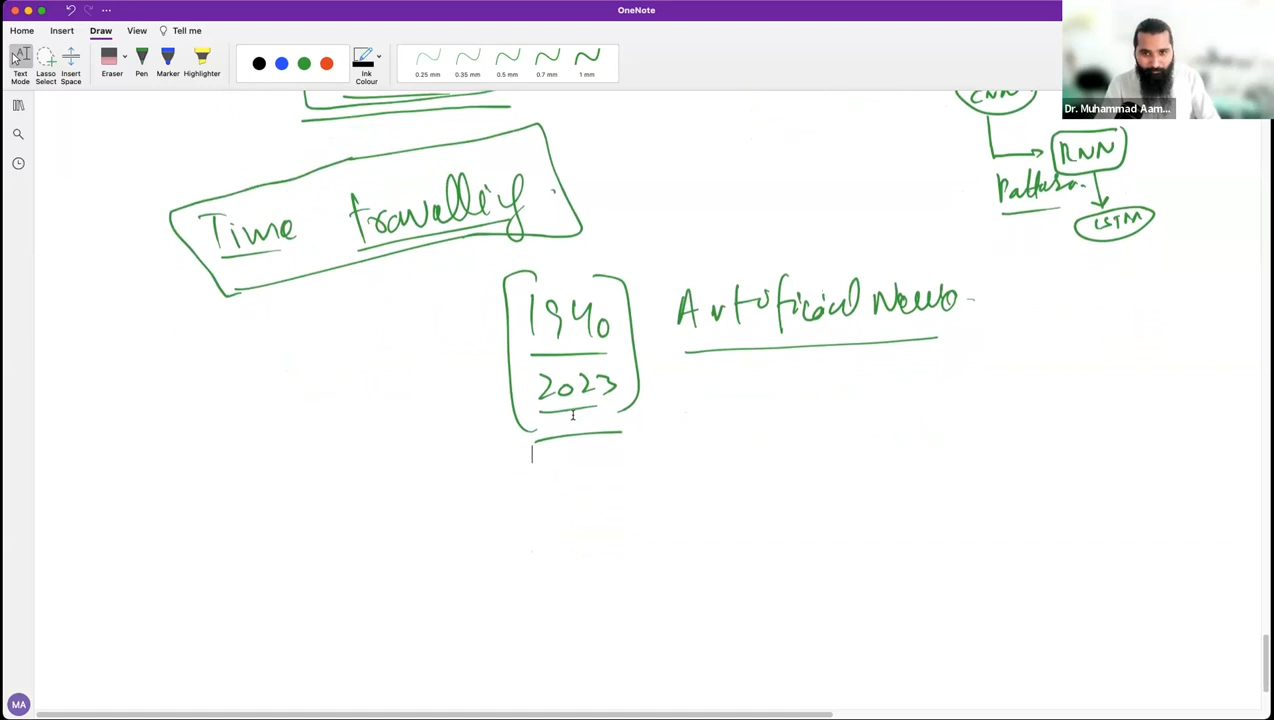 OneNote
Home Insert Draw View Tell me
Text Mode
Lasso Select
Insert Space
Eraser
Pen
Marker
Highlighter
Ink Colour
0.25 mm
0.35 mm
0.5 mm
0.7 mm
1 mm
Dr. Muhammad Aam...
CNN
RNN
LSTM
Time travelling
1940
Artificial Neuro
2023
MA